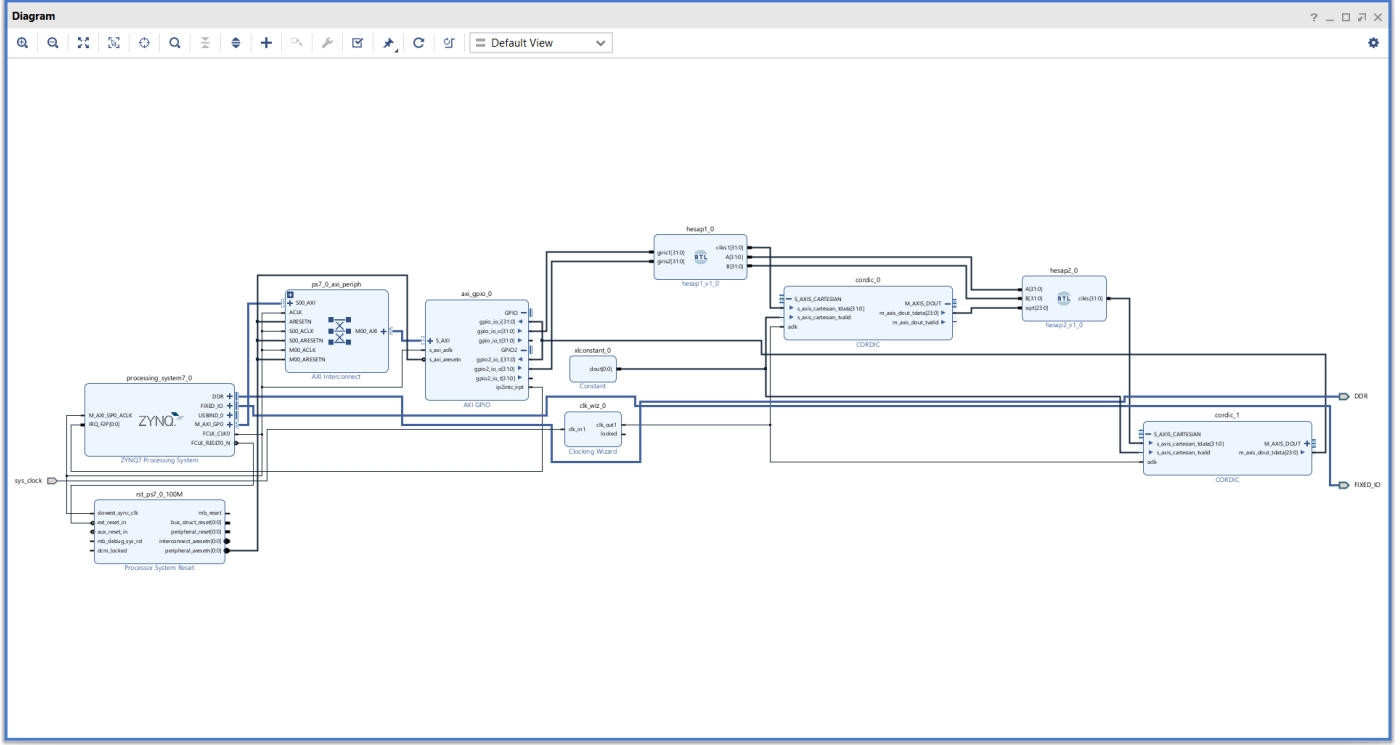 Diagram
Default View
hesap1_0
giris1[31:0]
giris2[31:0]
RTL
cikis1[31:0]
A[31:0]
B[31:0]
hesap1_v1_0
hesap2_0
A[31:0]
B[31:0]
sqrt[23:0]
RTL
cikis[31:0]
hesap2_v1_0
cordic_0
S_AXIS_CARTESIAN
s_axis_cartesian_tdata[31:0]
s_axis_cartesian_tvalid
aclk
M_AXIS_DOUT
m_axis_dout_tdata[23:0]
m_axis_dout_tvalid
CORDIC
ps7_0_axi_periph
S00_AXI
ACLK
ARESETN
S00_ACLK
S00_ARESETN
M00_ACLK
M00_ARESETN
M00_AXI
AXI Interconnect
axi_gpio_0
S_AXI
s_axi_aclk
s_axi_aresetn
GPIO
gpio_io_i[31:0]
gpio_io_o[31:0]
gpio_io_t[31:0]
GPIO2
gpio2_io_i[31:0]
gpio2_io_o[31:0]
gpio2_io_t[31:0]
ip2intc_irpt
AXI GPIO
xlconstant_0
dout[0:0]
Constant
processing_system7_0
M_AXI_GP0_ACLK
IRQ_F2P[0:0]
ZYNQ
DDR
FIXED_IO
USBIND_0
M_AXI_GP0
FCLK_CLK0
FCLK_RESET0_N
ZYNQ7 Processing System
clk_wiz_0
clk_in1
clk_out1
locked
Clocking Wizard
DDR
cordic_1
S_AXIS_CARTESIAN
s_axis_cartesian_tdata[31:0]
s_axis_cartesian_tvalid
aclk
M_AXIS_DOUT
m_axis_dout_tdata[23:0]
CORDIC
FIXED_IO
sys_clock
rst_ps7_0_100M
slowest_sync_clk
ext_reset_in
aux_reset_in
mb_debug_sys_rst
dcm_locked
mb_reset
bus_struct_reset[0:0]
peripheral_reset[0:0]
interconnect_aresetn[0:0]
peripheral_aresetn[0:0]
Processor System Reset